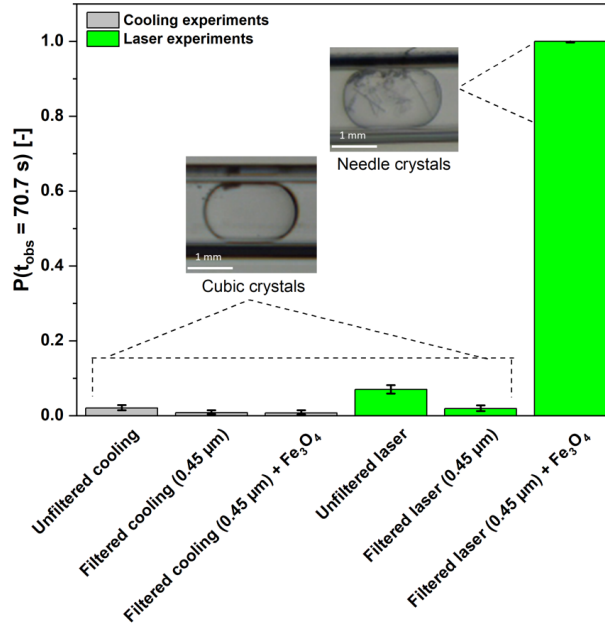 Cooling experiments
Laser experiments
P(t_obs = 70.7 s) [-]
1.0
0.8
0.6
0.4
0.2
0.0
1 mm
Needle crystals
1 mm
Cubic crystals
Unfiltered cooling
Filtered cooling (0.45 µm)
Filtered cooling (0.45 µm) + Fe₃O₄
Unfiltered laser
Filtered laser (0.45 µm)
Filtered laser (0.45 µm) + Fe₃O₄